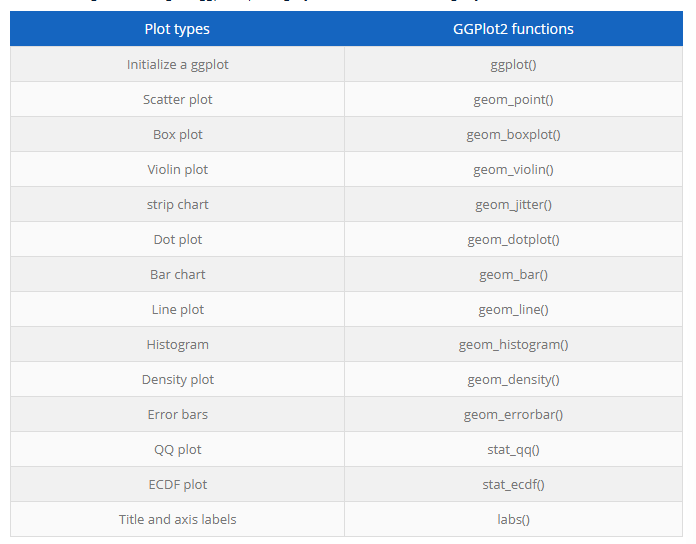 Plot types GGPlot2 functions
Initialize a ggplot ggplot()
Scatter plot geom_point()
Box plot geom_boxplot()
Violin plot geom_violin()
strip chart geom_jitter()
Dot plot geom_dotplot()
Bar chart geom_bar()
Line plot geom_line()
Histogram geom_histogram()
Density plot geom_density()
Error bars geom_errorbar()
QQ plot stat_qq()
ECDF plot stat_ecdf()
Title and axis labels labs()